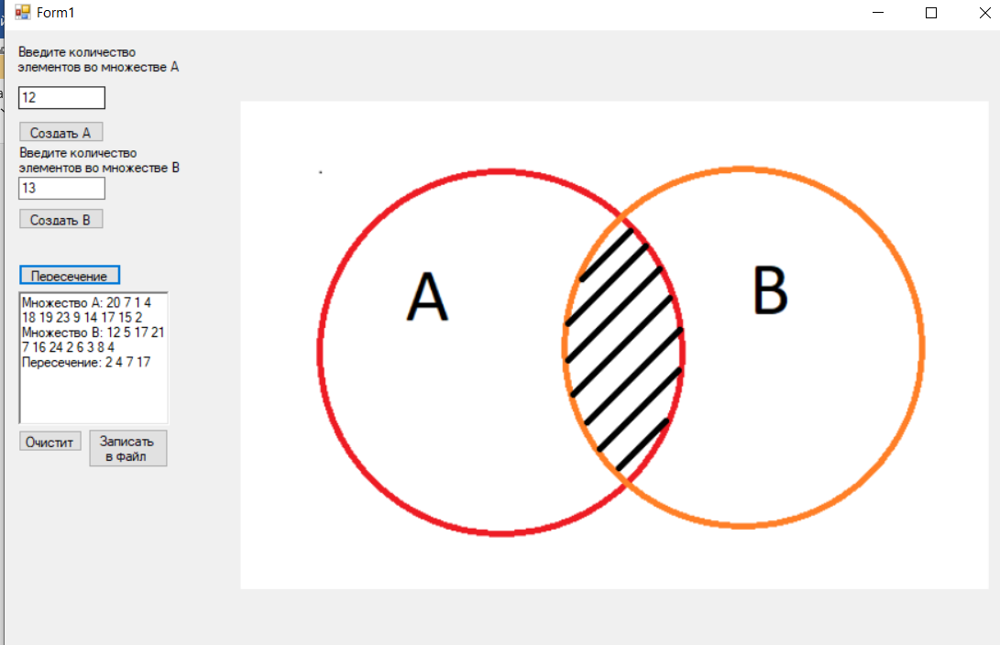 Form1
Введите количество
элементов во множестве А
12
Создать А
Введите количество
элементов во множестве В
13
Создать В
Пересечение
Множество А: 20 7 1 4
18 19 23 9 14 17 15 2
Множество В: 12 5 17 21
7 16 24 2 6 3 8 4
Пересечение: 2 4 7 17
Очистит
Записать
в файл
A
B